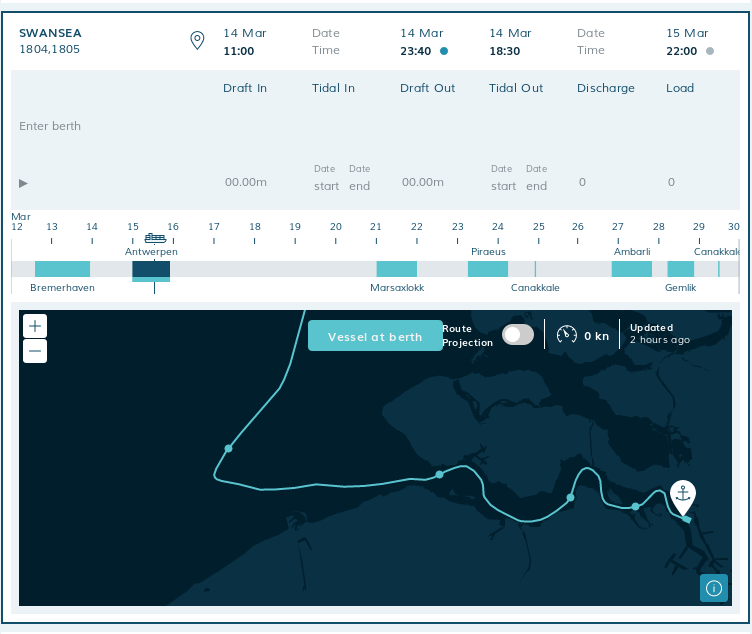 SWANSEA
1804,1805
14 Mar
11:00
Date
Time
14 Mar
23:40
14 Mar
18:30
Date
Time
15 Mar
22:00
Draft In
Tidal In
Draft Out
Tidal Out
Discharge
Load
Enter berth
00.00m
Date
start
Date
end
00.00m
Date
start
Date
end
0
0
Mar
12 13 14 15 16 17 18 19 20 21 22 23 24 25 26 27 28 29 30
Antwerpen Piraeus Ambarli Canakkale
Bremerhaven Marsaxlokk Canakkale Gemlik
Vessel at berth
Route
Projection
0 kn
Updated
2 hours ago